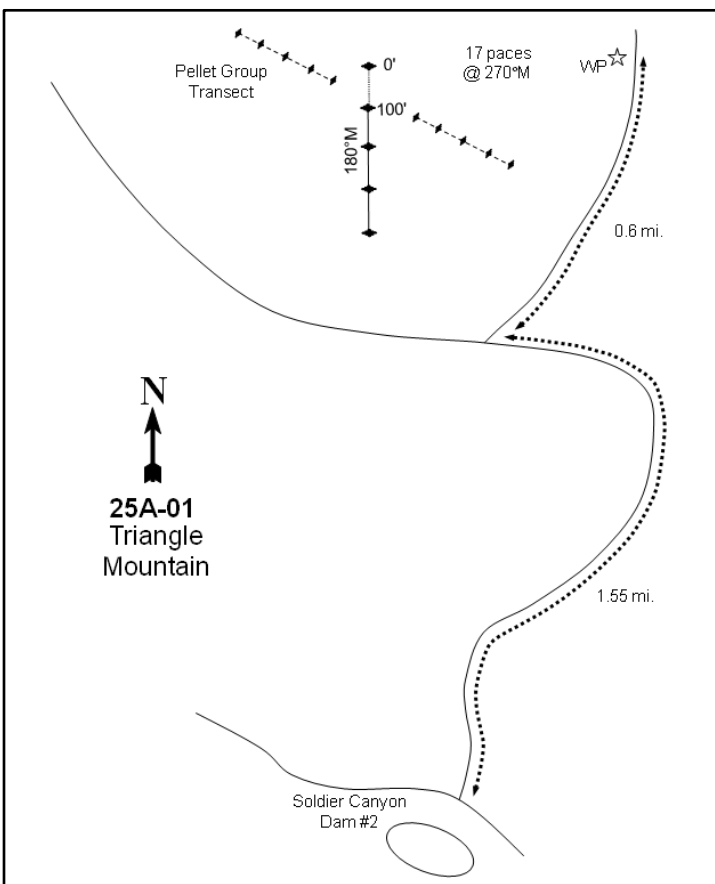 Pellet Group
Transect
0'
17 paces
@ 270°M
WP
100'
180°M
0.6 mi.
N
25A-01
Triangle
Mountain
1.55 mi.
Soldier Canyon
Dam #2